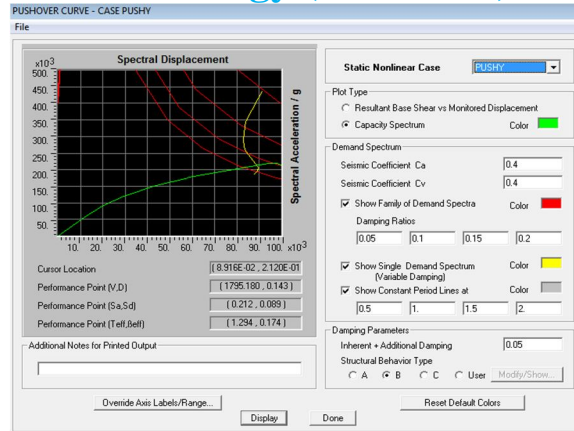 PUSHOVER CURVE - CASE PUSHY
File
Spectral Displacement
x10³
500.
450.
400.
350.
300.
250.
200.
150.
100.
50.
Spectral Acceleration / g
10. 20. 30. 40. 50. 60. 70. 80. 90. 100. x10³
Cursor Location
( 8.916E-02 , 2.120E-01
Performance Point (V,D)
( 1795.180 , 0.143 )
Performance Point (Sa,Sd)
( 0.212 , 0.089 )
Performance Point (Teff,βeff)
( 1.294 , 0.174 )
Additional Notes for Printed Output
Override Axis Labels/Range...
Static Nonlinear Case PUSHY
Plot Type
Resultant Base Shear vs Monitored Displacement
Capacity Spectrum Color
Demand Spectrum
Seismic Coefficient Ca 0.4
Seismic Coefficient Cv 0.4
Show Family of Demand Spectra Color
Damping Ratios
0.05 0.1 0.15 0.2
Show Single Demand Spectrum Color
(Variable Damping)
Show Constant Period Lines at Color
0.5 1. 1.5 2.
Damping Parameters
Inherent + Additional Damping 0.05
Structural Behavior Type
A B C User Modify/Show...
Reset Default Colors
Display Done